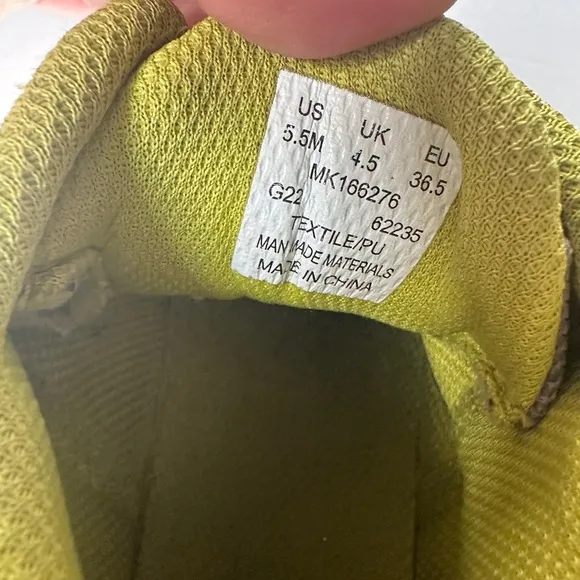 US UK EU
5.5M 4.5 36.5
MK166276
G22 62235
TEXTILE/PU
MAN MADE MATERIALS
MADE IN CHINA